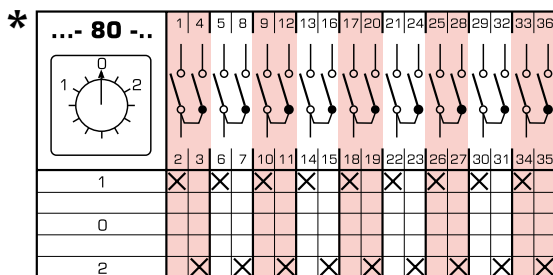 * ...- 80 -.. 1 4 5 8 9 12 13 16 17 20 21 24 25 28 29 32 33 36
0
1 2
2 3 6 7 10 11 14 15 18 19 22 23 26 27 30 31 34 35
1 X X X X X X X X X
0
2 X X X X X X X X X